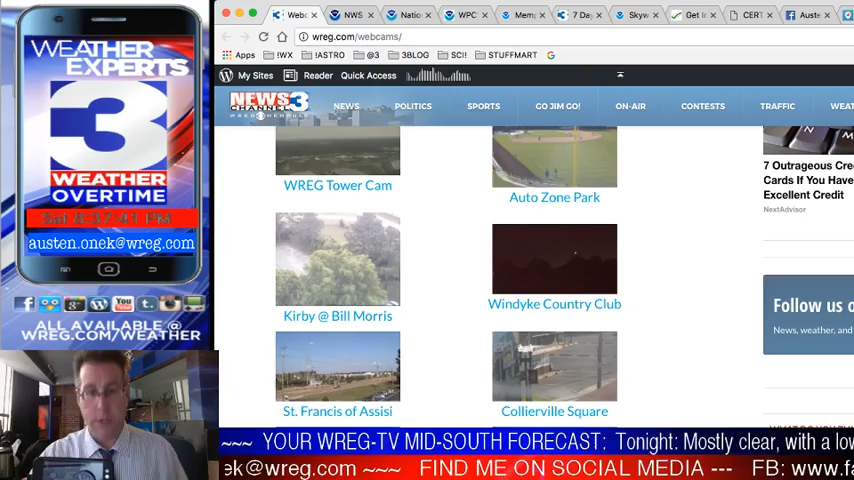 WEATHER
EXPERTS
3
WEATHER
OVERTIME
Sat 8:37:41 PM
austen.onek@wreg.com
ALL AVAILABLE @
WREG.COM/WEATHER
Webc
NWS
Nation
WPC
Memp
7 Day
Skyw
Get In
CERT
Auste
wreg.com/webcams/
Apps !WX !ASTRO @3 3BLOG SCI! STUFFMART
My Sites Reader Quick Access
NEWS
CHANNEL 3
NEWS POLITICS SPORTS GO JIM GO! ON-AIR CONTESTS TRAFFIC WEAT
WREG Tower Cam
Auto Zone Park
Kirby @ Bill Morris
Windyke Country Club
St. Francis of Assisi
Collierville Square
7 Outrageous Cre
Cards If You Have
Excellent Credit
NextAdvisor
Follow us o
News, weather, and
~~~ YOUR WREG-TV MID-SOUTH FORECAST: Tonight: Mostly clear, with a low
ek@wreg.com ~~~ FIND ME ON SOCIAL MEDIA --- FB: www.fa